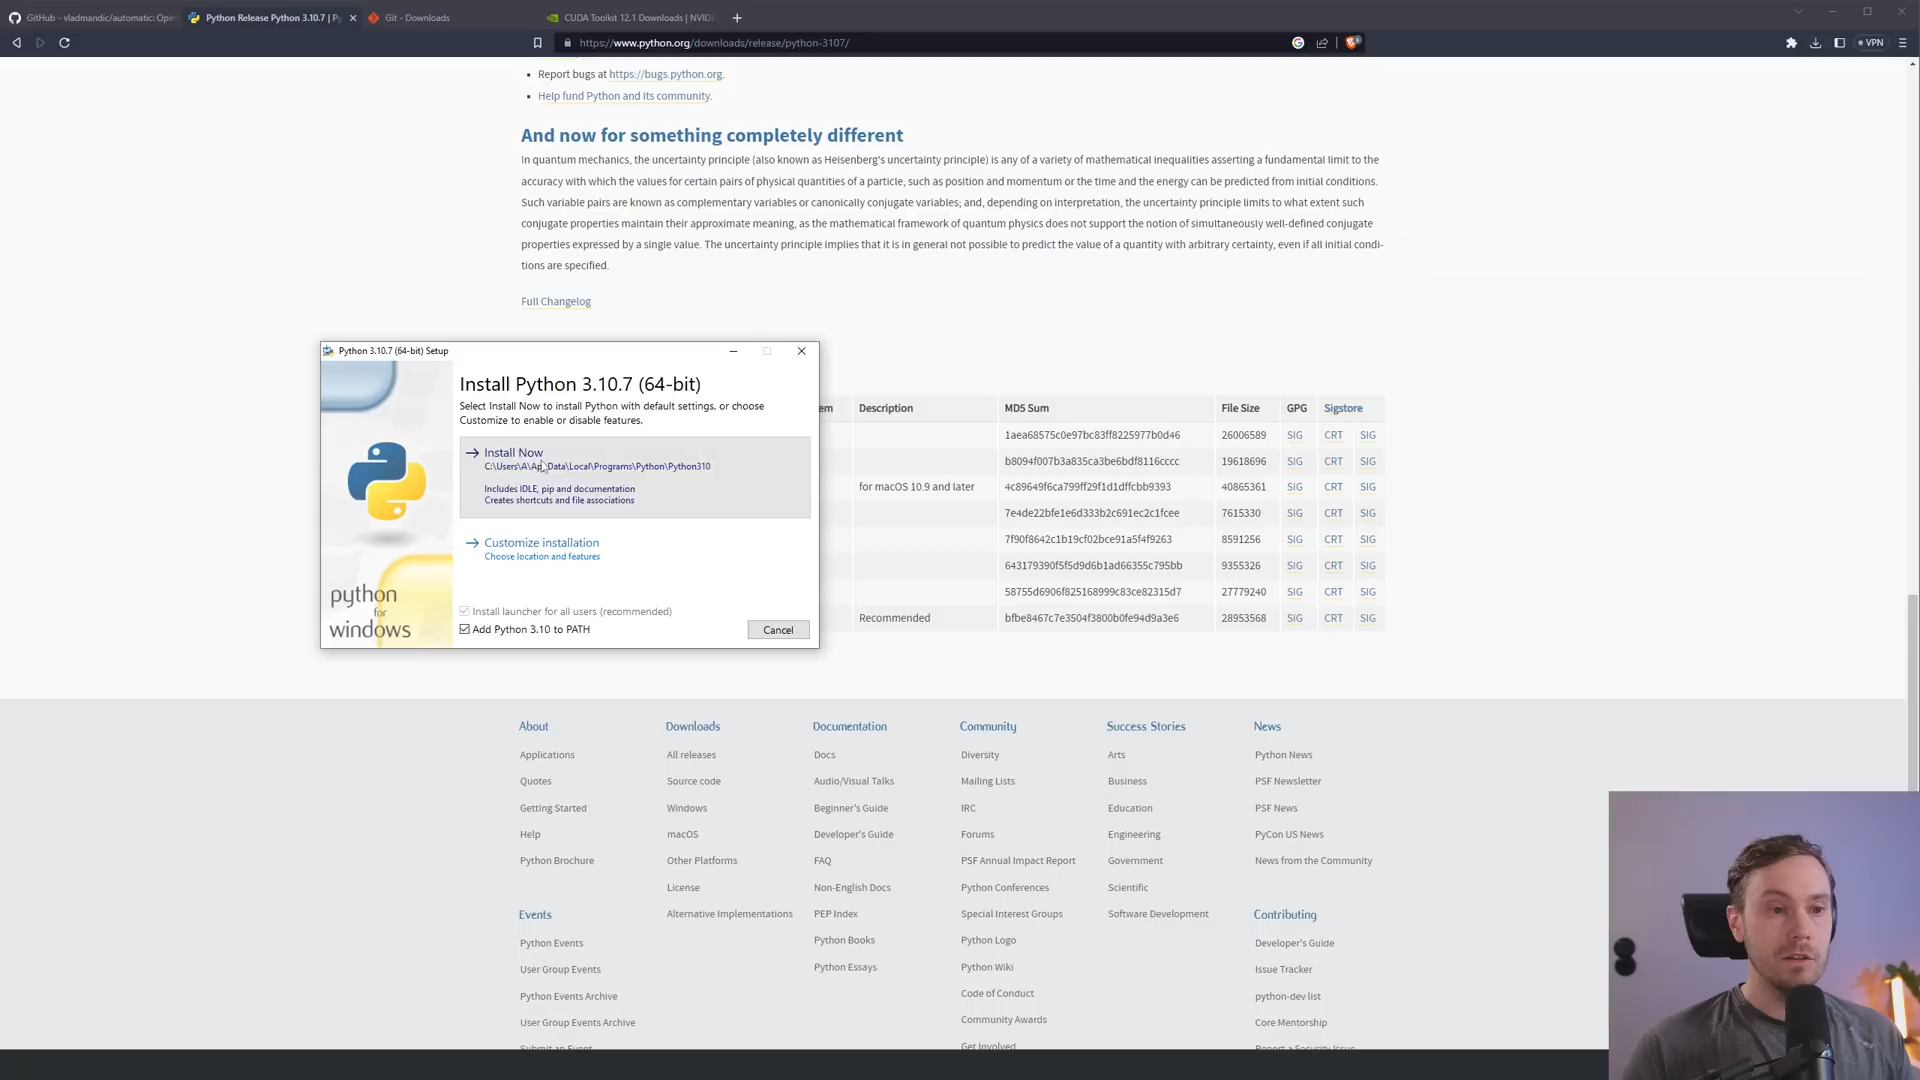 GitHub - vladmandic/automatic: Opini
Python Release Python 3.10.7 | Py
Git - Downloads
CUDA Toolkit 12.1 Downloads | NVIDI
https://www.python.org/downloads/release/python-3107/
VPN
Report bugs at https://bugs.python.org.
Help fund Python and its community.
And now for something completely different
In quantum mechanics, the uncertainty principle (also known as Heisenberg's uncertainty principle) is any of a variety of mathematical inequalities asserting a fundamental limit to the
accuracy with which the values for certain pairs of physical quantities of a particle, such as position and momentum or the time and the energy can be predicted from initial conditions.
Such variable pairs are known as complementary variables or canonically conjugate variables; and, depending on interpretation, the uncertainty principle limits to what extent such
conjugate properties maintain their approximate meaning, as the mathematical framework of quantum physics does not support the notion of simultaneously well-defined conjugate
properties expressed by a single value. The uncertainty principle implies that it is in general not possible to predict the value of a quantity with arbitrary certainty, even if all initial condi-
tions are specified.
Full Changelog
Python 3.10.7 (64-bit) Setup
Install Python 3.10.7 (64-bit)
Select Install Now to install Python with default settings, or choose
Customize to enable or disable features.
Install Now
C:\Users\A\AppData\Local\Programs\Python\Python310
Includes IDLE, pip and documentation
Creates shortcuts and file associations
Customize installation
Choose location and features
Install launcher for all users (recommended)
Add Python 3.10 to PATH
Cancel
python
for
windows
em Description MD5 Sum File Size GPG Sigstore
1aea68575c0e97bc83ff8225977b0d46 26006589 SIG CRT SIG
b8094f007b3a835ca3be6bdf8116cccc 19618696 SIG CRT SIG
for macOS 10.9 and later 4c89649f6ca799ff29f1d1dffcbb9393 40865361 SIG CRT SIG
7e4de22bfe1e6d333b2c691ec2c1fcee 7615330 SIG CRT SIG
7f90f8642c1b19cf02bce91a5f4f9263 8591256 SIG CRT SIG
643179390f5f5d9d6b1ad66355c795bb 9355326 SIG CRT SIG
58755d6906f825168999c83ce82315d7 27779240 SIG CRT SIG
Recommended bfbe8467c7e3504f3800b0fe94d9a3e6 28953568 SIG CRT SIG
About
Applications
Quotes
Getting Started
Help
Python Brochure
Downloads
All releases
Source code
Windows
macOS
Other Platforms
License
Alternative Implementations
Documentation
Docs
Audio/Visual Talks
Beginner's Guide
Developer's Guide
FAQ
Non-English Docs
PEP Index
Python Books
Python Essays
Community
Diversity
Mailing Lists
IRC
Forums
PSF Annual Impact Report
Python Conferences
Special Interest Groups
Python Logo
Python Wiki
Code of Conduct
Community Awards
Get Involved
Success Stories
Arts
Business
Education
Engineering
Government
Scientific
Software Development
News
Python News
PSF Newsletter
PSF News
PyCon US News
News from the Community
Events
Python Events
User Group Events
Python Events Archive
User Group Events Archive
Submit an Event
Contributing
Developer's Guide
Issue Tracker
python-dev list
Core Mentorship
Report a Security Issue